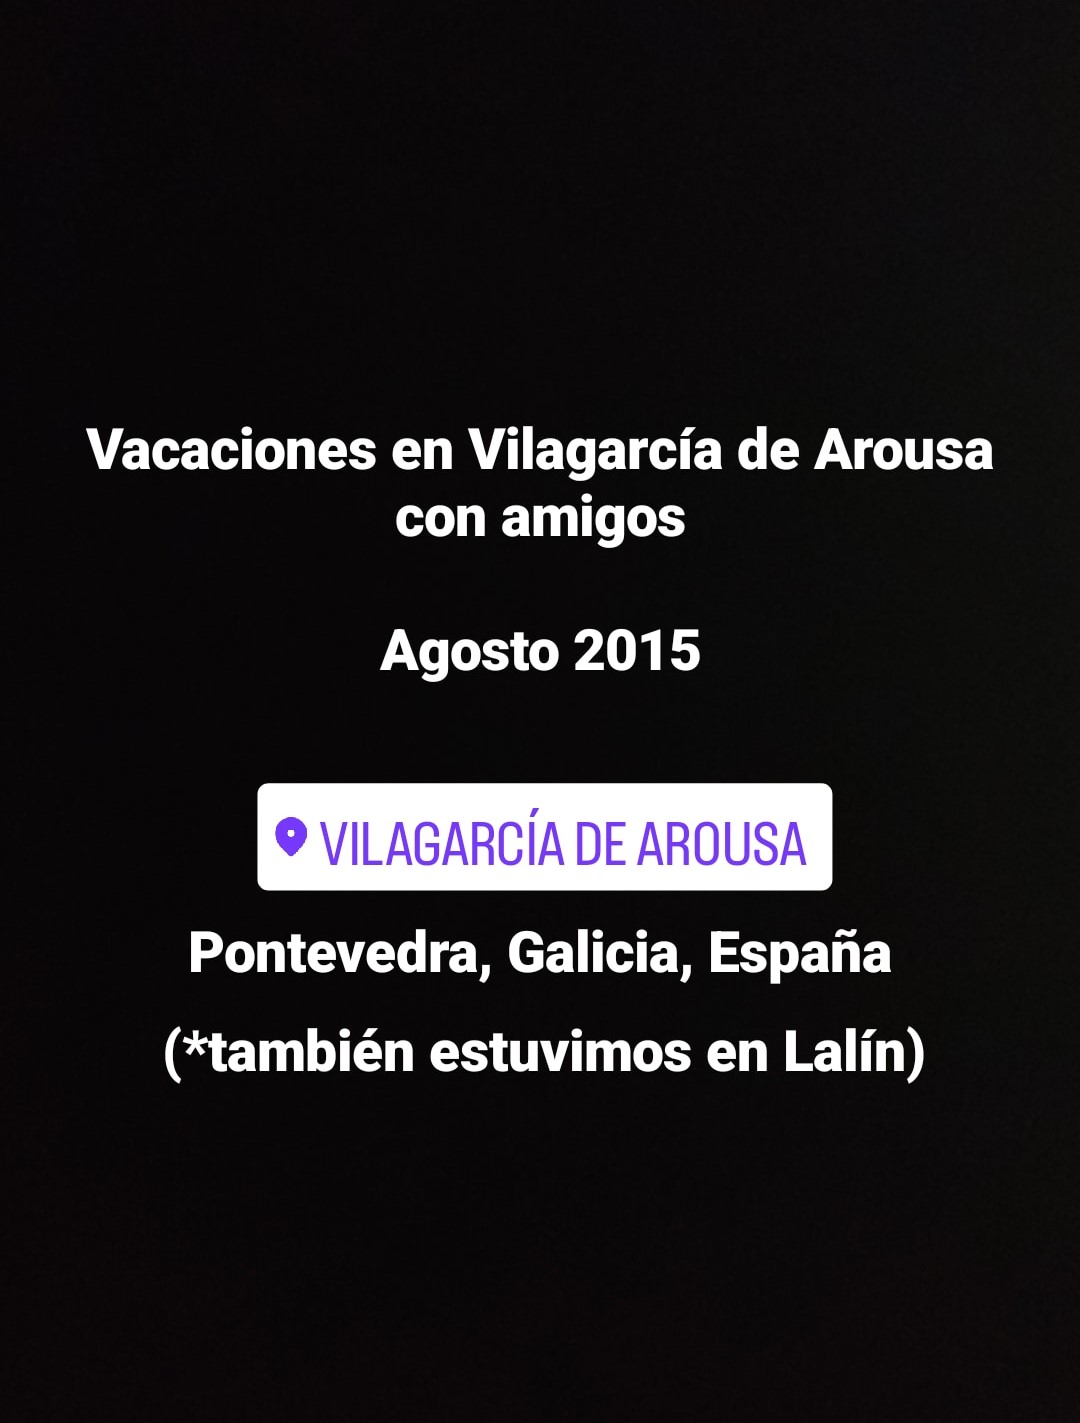 Vacaciones en Vilagarcía de Arousa
con amigos
Agosto 2015
VILAGARCÍA DE AROUSA
Pontevedra, Galicia, España
(*también estuvimos en Lalín)